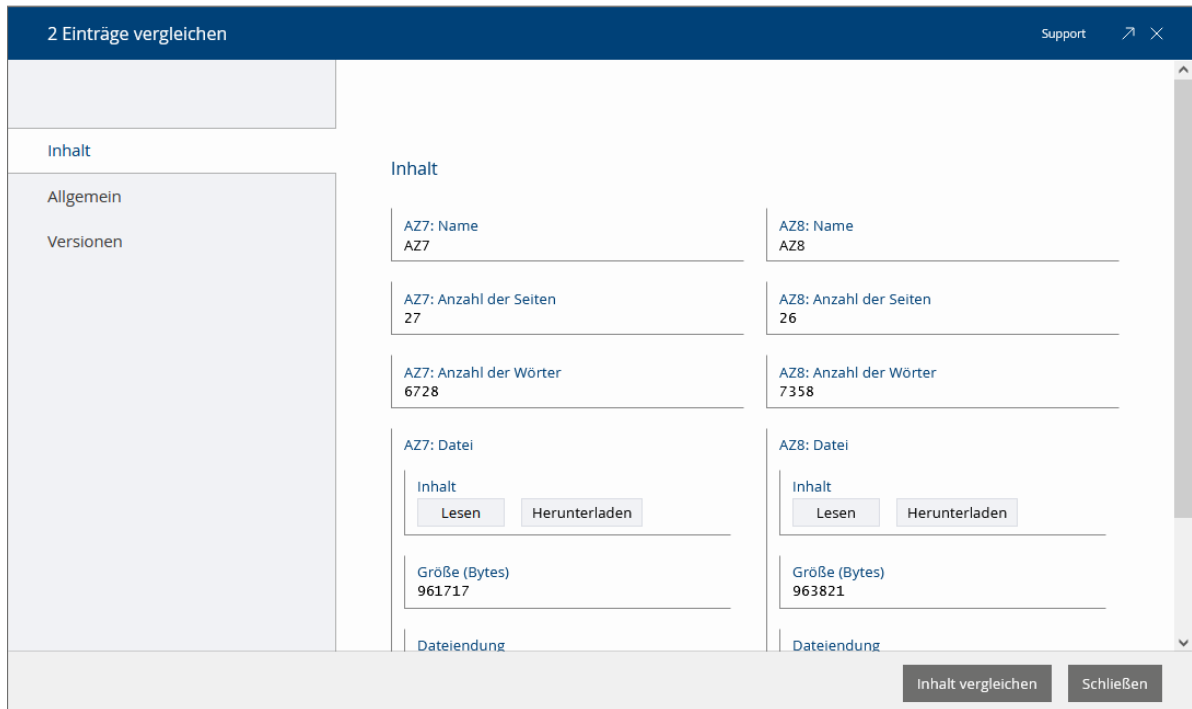 2 Einträge vergleichen
Support
Inhalt
Allgemein
Versionen
Inhalt
AZ7: Name
AZ7
AZ8: Name
AZ8
AZ7: Anzahl der Seiten
27
AZ8: Anzahl der Seiten
26
AZ7: Anzahl der Wörter
6728
AZ8: Anzahl der Wörter
7358
AZ7: Datei
Inhalt
Lesen Herunterladen
Größe (Bytes)
961717
Dateiendung
AZ8: Datei
Inhalt
Lesen Herunterladen
Größe (Bytes)
963821
Dateiendung
Inhalt vergleichen Schließen